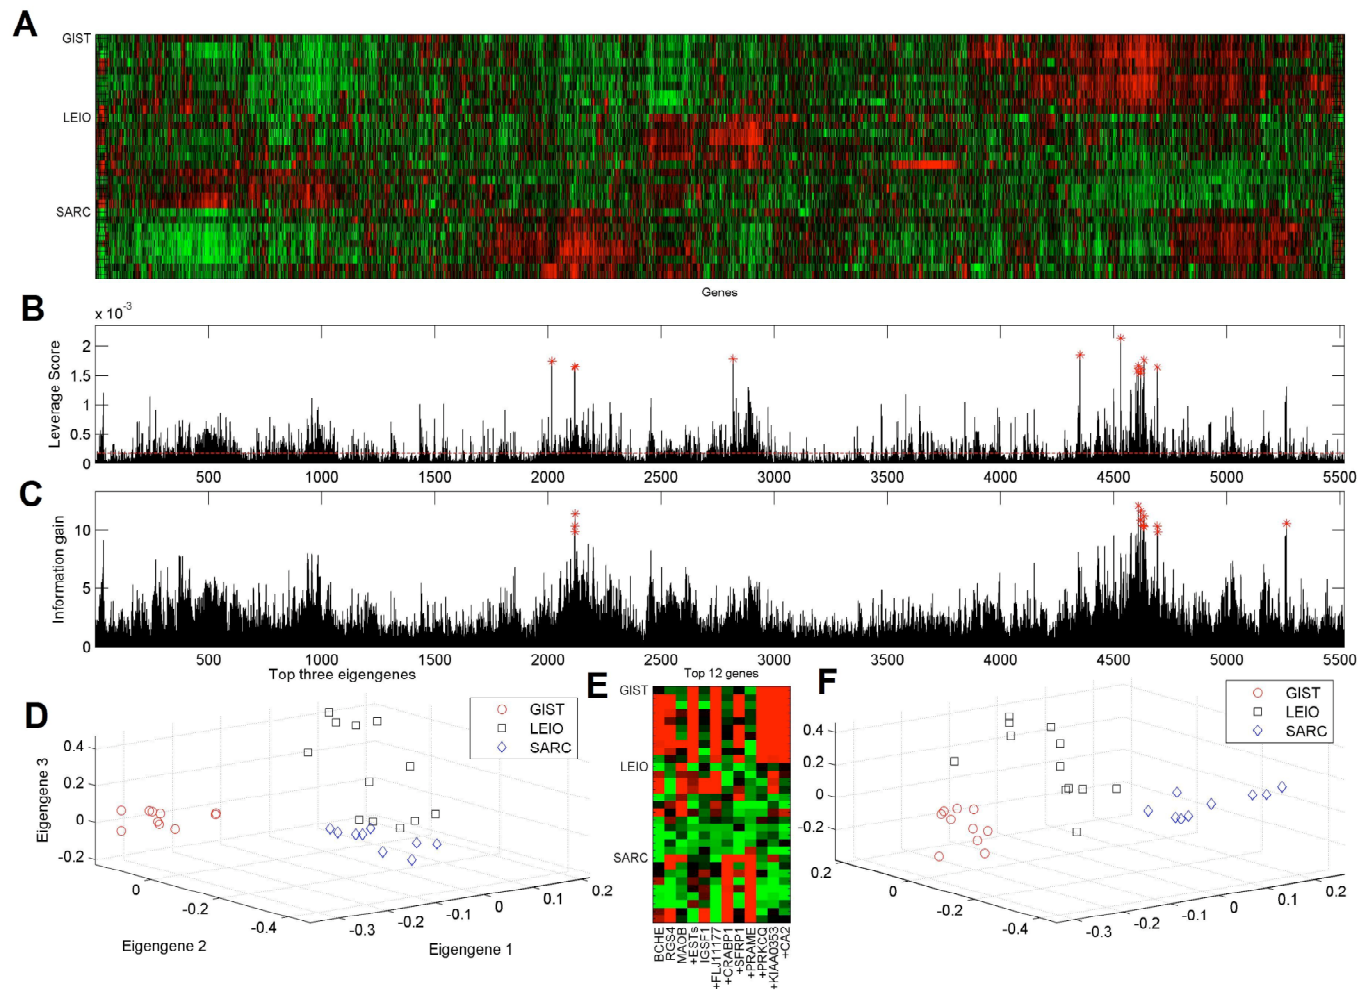 A
GIST
LEIO
SARC
Genes
B
x 10^-3
Leverage Score
2
1.5
1
0.5
0
500 1000 1500 2000 2500 3000 3500 4000 4500 5000 5500
C
Information gain
10
5
0
500 1000 1500 2000 2500 3000 3500 4000 4500 5000 5500
Top three eigengenes
D
GIST
LEIO
SARC
Eigengene 3
0.4
0.2
0
-0.2
0
-0.2
-0.4
Eigengene 2
-0.3
-0.2
-0.1
0
0.1
0.2
Eigengene 1
E
Top 12 genes
GIST
LEIO
SARC
BCHE
RGS4
MAOB
+ESTs
IGSF1
+FLJ11177
+CRABP1
+SFRP1
+PRAME
+PRKCQ
+KIAA0353
+CA2
F
GIST
LEIO
SARC
0.4
0.2
0
-0.2
0.2
0
-0.2
-0.4
-0.3
-0.2
-0.1
0
0.1
0.2